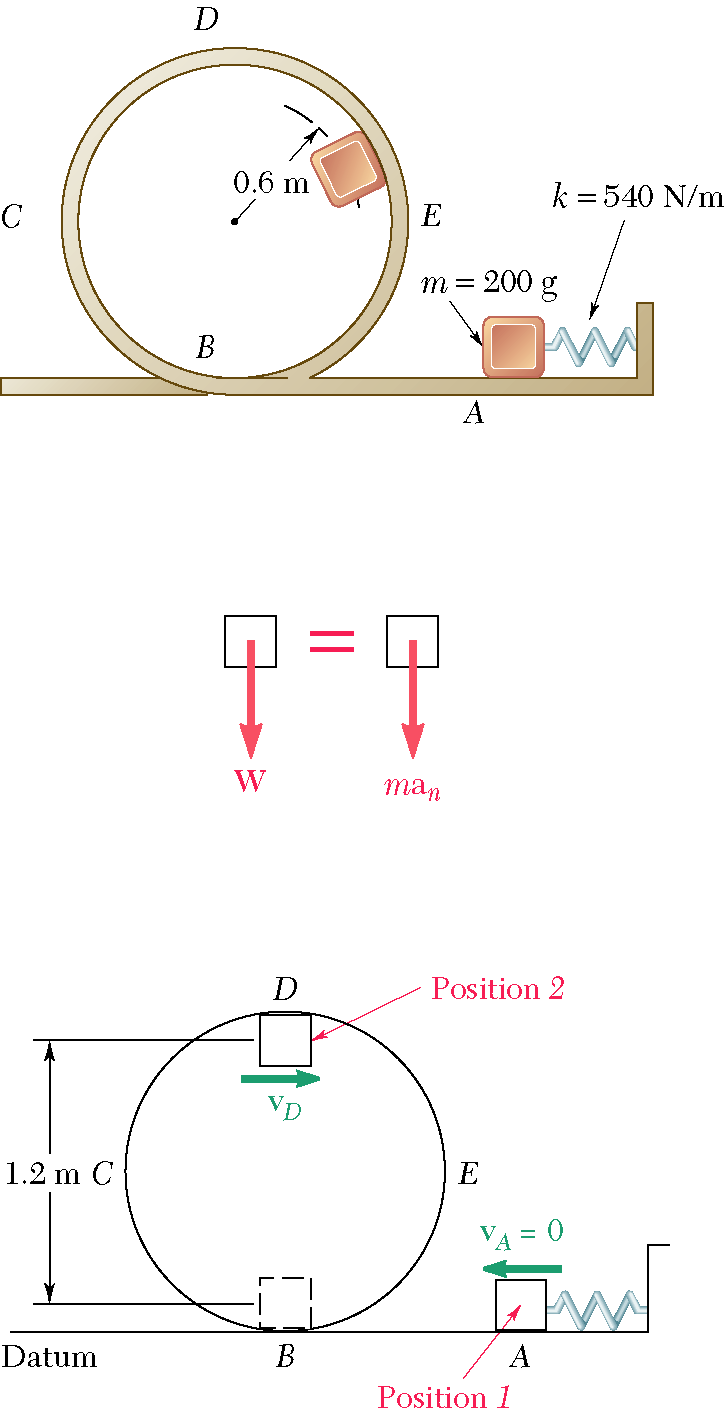 D
0.6 m
C
E
k = 540 N/m
m = 200 g
B
A
=
W
ma_n
D
Position 2
v_D
1.2 m
C
E
v_A = 0
Datum
B
A
Position 1